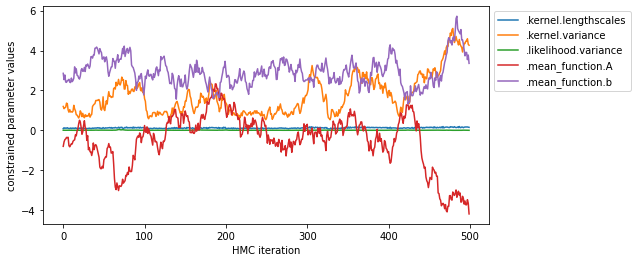 6
4
2
0
−2
−4
constrained parameter values
0
100
200
300
400
500
HMC iteration
.kernel.lengthscales
.kernel.variance
.likelihood.variance
.mean_function.A
.mean_function.b